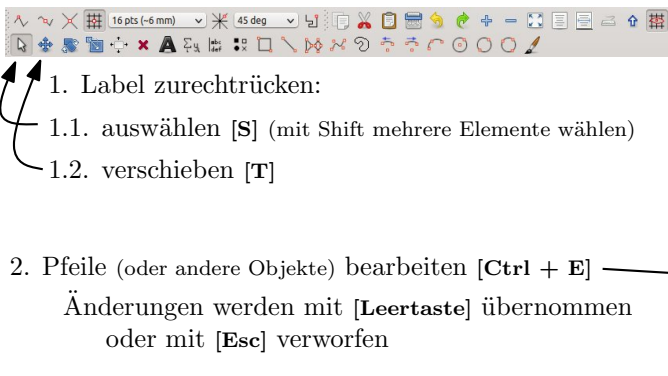 16 pts (~6 mm) 45 deg
1. Label zurechtrücken:
1.1. auswählen [S] (mit Shift mehrere Elemente wählen)
1.2. verschieben [T]
2. Pfeile (oder andere Objekte) bearbeiten [Ctrl + E]
Änderungen werden mit [Leertaste] übernommen
oder mit [Esc] verworfen